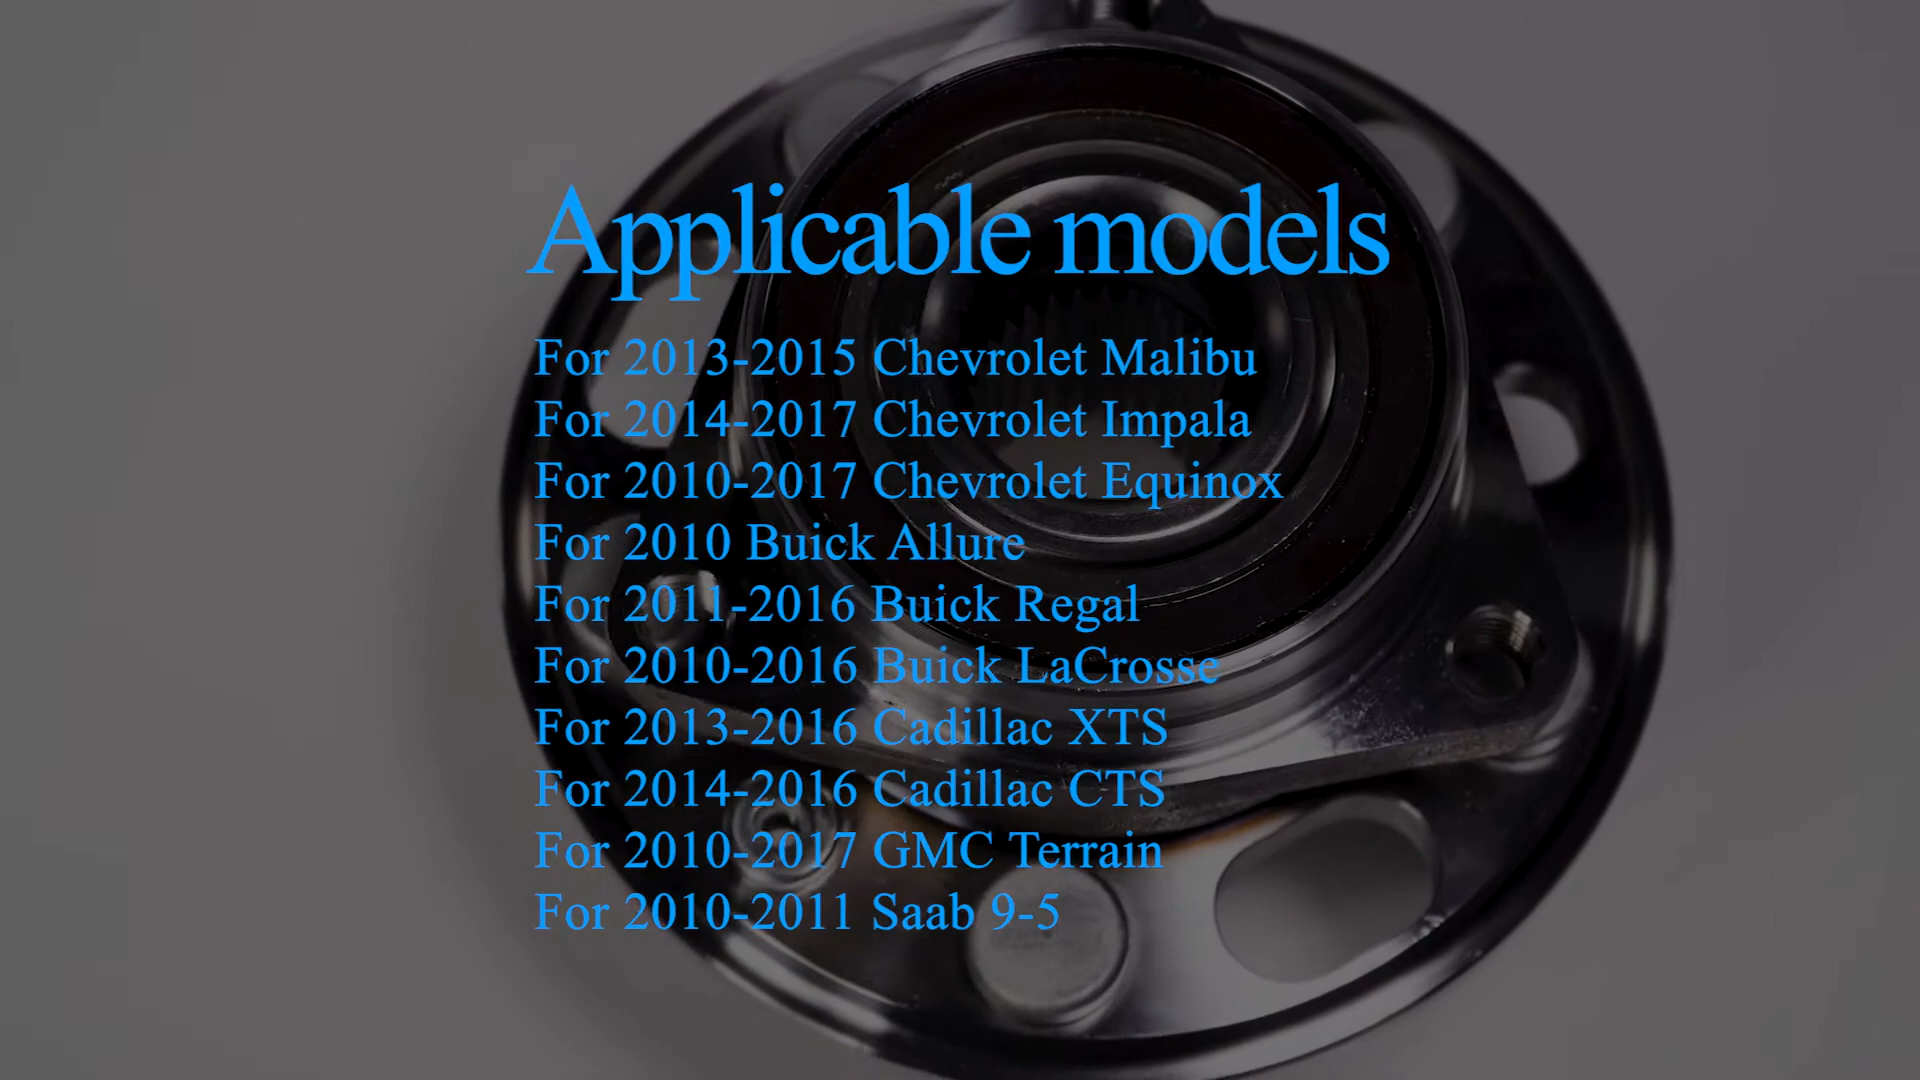 Applicable models
For 2013-2015 Chevrolet Malibu
For 2014-2017 Chevrolet Impala
For 2010-2017 Chevrolet Equinox
For 2010 Buick Allure
For 2011-2016 Buick Regal
For 2010-2016 Buick LaCrosse
For 2013-2016 Cadillac XTS
For 2014-2016 Cadillac CTS
For 2010-2017 GMC Terrain
For 2010-2011 Saab 9-5